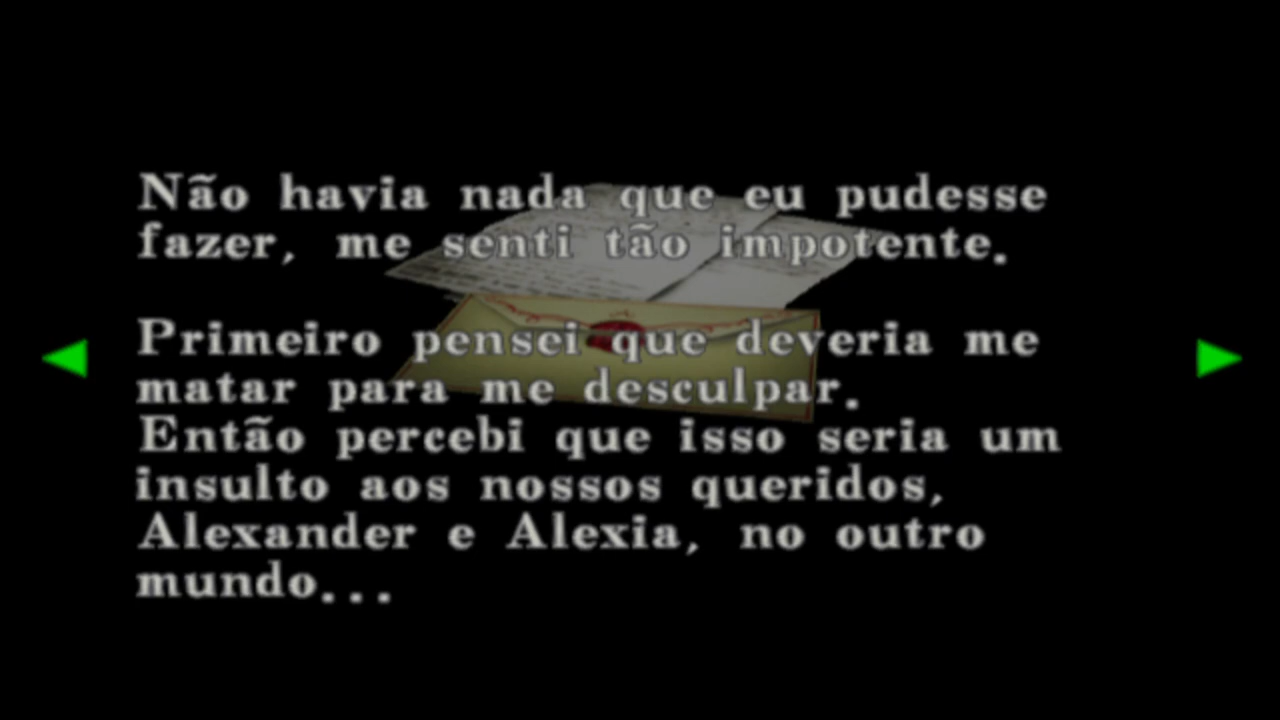 Não havia nada que eu pudesse
fazer, me senti tão impotente.
Primeiro pensei que deveria me
matar para me desculpar.
Então percebi que isso seria um
insulto aos nossos queridos,
Alexander e Alexia, no outro
mundo...